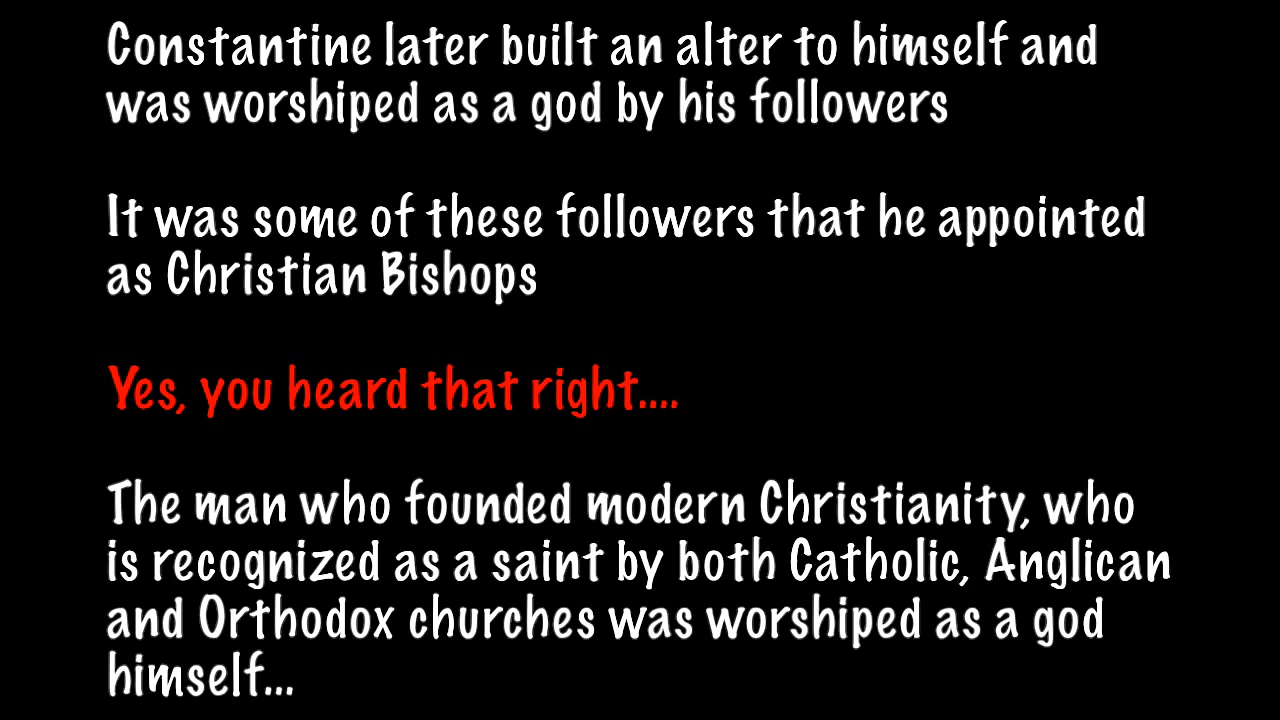 Constantine later built an alter to himself and
was worshiped as a god by his followers
It was some of these followers that he appointed
as Christian Bishops
Yes, you heard that right....
The man who founded modern Christianity, who
is recognized as a saint by both Catholic, Anglican
and Orthodox churches was worshiped as a god
himself...